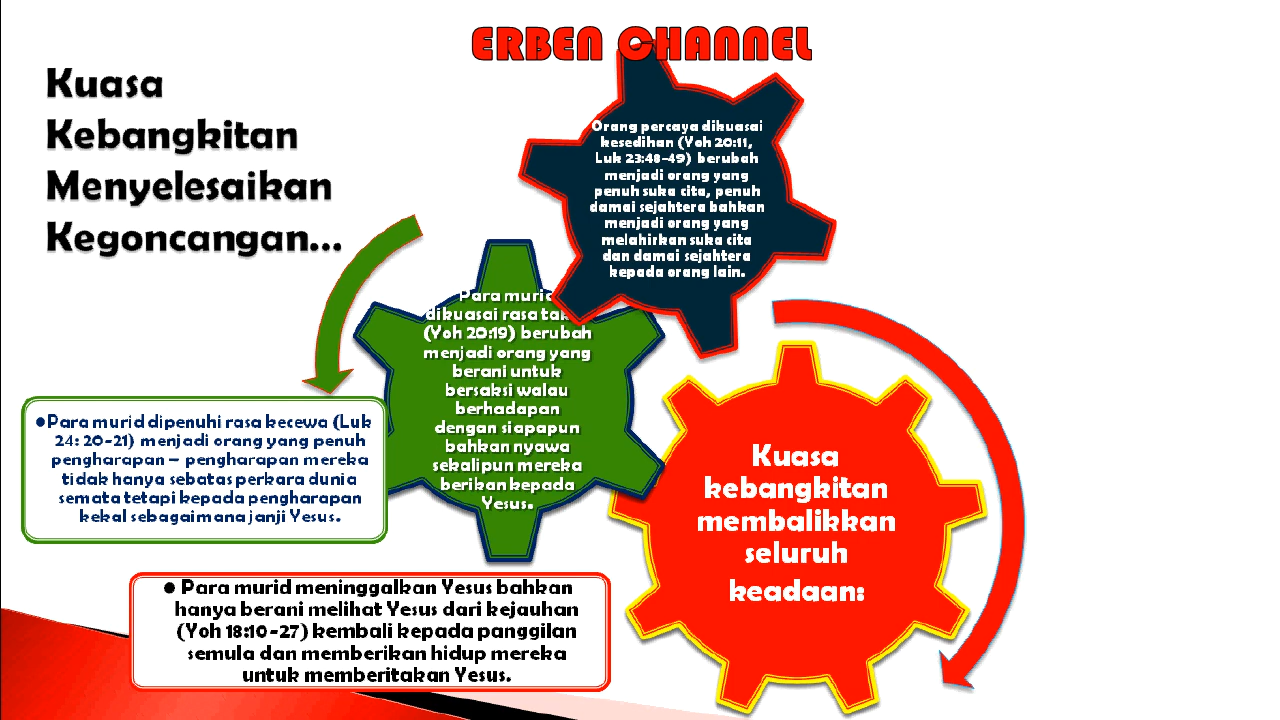 ERBEN CHANNEL
Kuasa
Kebangkitan
Menyelesaikan
Kegoncangan...
Orang percaya dikuasai
kesedihan (Yoh 20:11,
Luk 23:48-49) berubah
menjadi orang yang
penuh suka cita, penuh
damai sejahtera bahkan
menjadi orang yang
melahirkan suka cita
dan damai sejahtera
kepada orang lain.
Para murid
dikuasai rasa
(Yoh 20:19) berubah
menjadi orang yang
berani untuk
bersaksi walau
berhadapan
dengan siapapun
bahkan nyawa
sekalipun mereka
berikan kepada
Yesus.
•Para murid dipenuhi rasa kecewa (Luk
24: 20-21) menjadi orang yang penuh
pengharapan – pengharapan mereka
tidak hanya sebatas perkara dunia
semata tetapi kepada pengharapan
kekal sebagaimana janji Yesus.
Kuasa
kebangkitan
membalikkan
seluruh
keadaan:
• Para murid meninggalkan Yesus bahkan
hanya berani melihat Yesus dari kejauhan
(Yoh 18:10-27) kembali kepada panggilan
semula dan memberikan hidup mereka
untuk memberitakan Yesus.